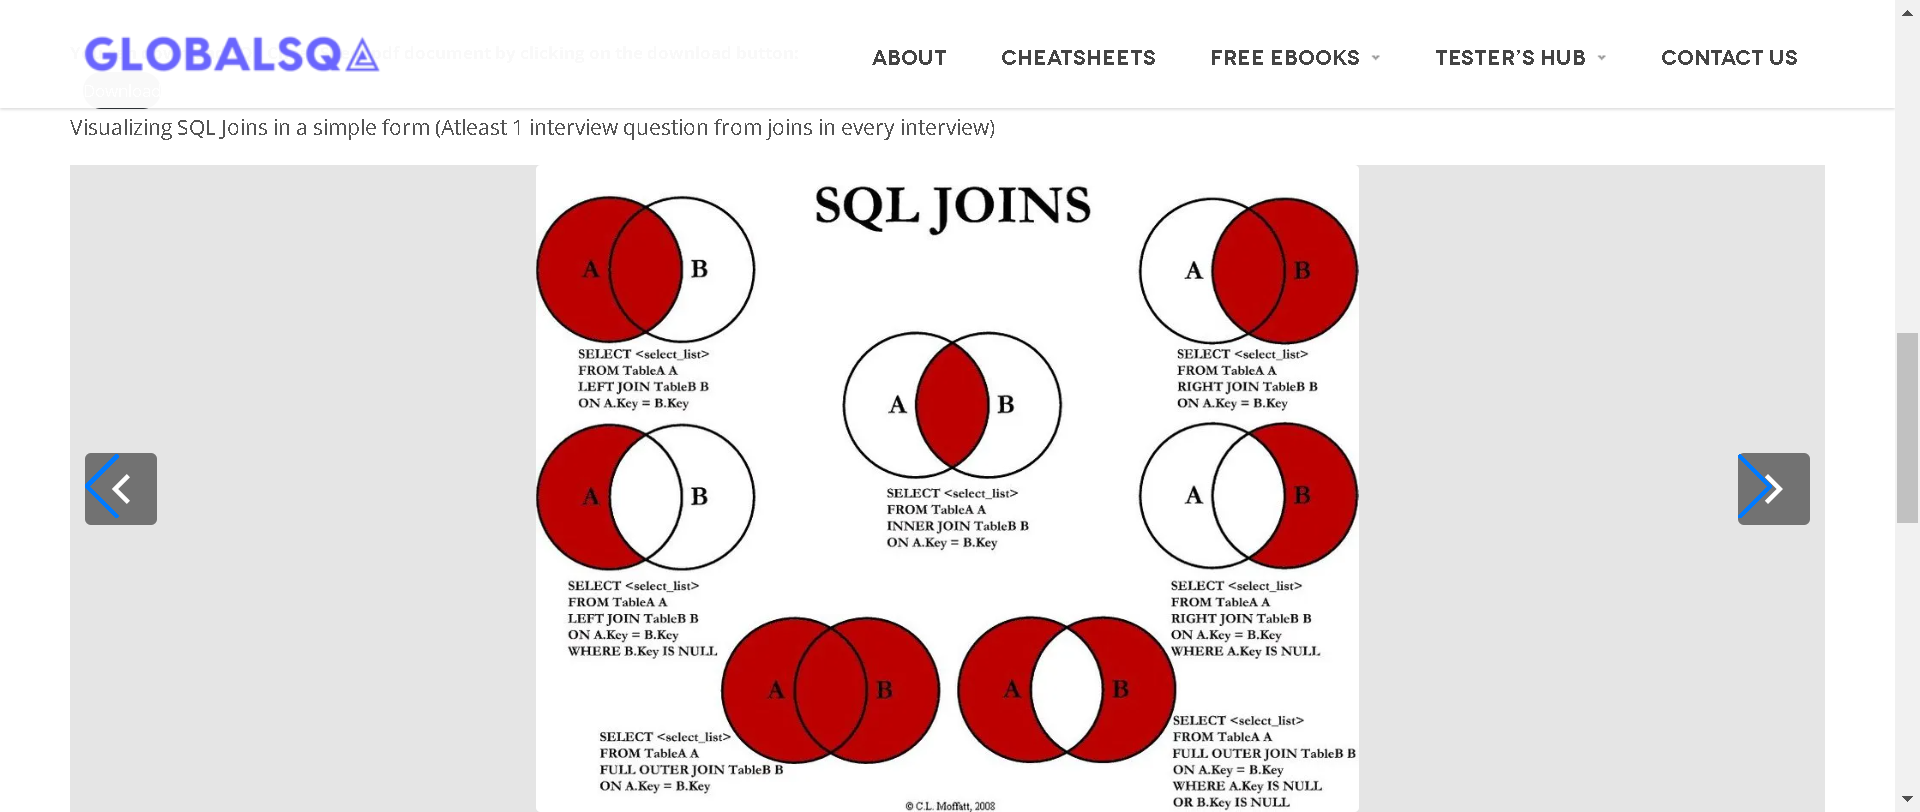 GLOBALSQA
ABOUT
CHEATSHEETS
FREE EBOOKS
TESTER'S HUB
CONTACT US
pdf document by clicking on the download button:
Download
Visualizing SQL Joins in a simple form (Atleast 1 interview question from joins in every interview)
SQL JOINS
A B
SELECT <select_list>
FROM TableA A
LEFT JOIN TableB B
ON A.Key = B.Key
A B
SELECT <select_list>
FROM TableA A
RIGHT JOIN TableB B
ON A.Key = B.Key
A B
SELECT <select_list>
FROM TableA A
INNER JOIN TableB B
ON A.Key = B.Key
A B
SELECT <select_list>
FROM TableA A
LEFT JOIN TableB B
ON A.Key = B.Key
WHERE B.Key IS NULL
A B
SELECT <select_list>
FROM TableA A
RIGHT JOIN TableB B
ON A.Key = B.Key
WHERE A.Key IS NULL
A B
SELECT <select_list>
FROM TableA A
FULL OUTER JOIN TableB B
ON A.Key = B.Key
A B
SELECT <select_list>
FROM TableA A
FULL OUTER JOIN TableB B
ON A.Key = B.Key
WHERE A.Key IS NULL
OR B.Key IS NULL
© C.L. Moffatt, 2008